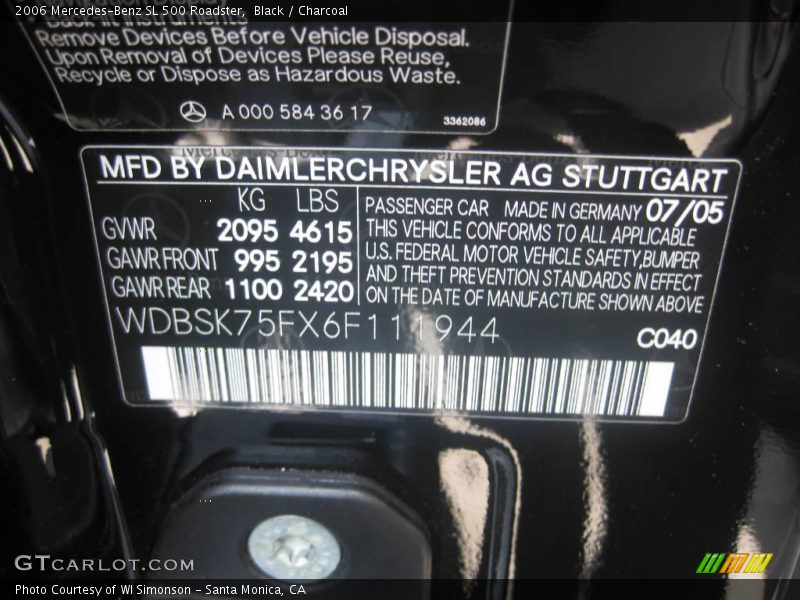 2006 Mercedes-Benz SL 500 Roadster,  Black / Charcoal
Remove Devices Before Vehicle Disposal.
Upon Removal of Devices Please Reuse,
Recycle or Dispose as Hazardous Waste.
A 000 584 36 17
3362086
MFD BY DAIMLERCHRYSLER AG STUTTGART
KG LBS
GVWR 2095 4615
GAWR FRONT 995 2195
GAWR REAR 1100 2420
PASSENGER CAR MADE IN GERMANY 07/05
THIS VEHICLE CONFORMS TO ALL APPLICABLE
U.S. FEDERAL MOTOR VEHICLE SAFETY,BUMPER
AND THEFT PREVENTION STANDARDS IN EFFECT
ON THE DATE OF MANUFACTURE SHOWN ABOVE
WDBSK75FX6F111944
C040
GTCARLOT.COM
Photo Courtesy of WI Simonson – Santa Monica, CA